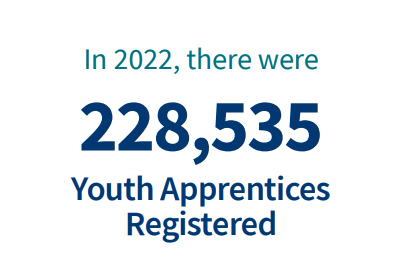 In 2022, there were
228,535
Youth Apprentices
Registered